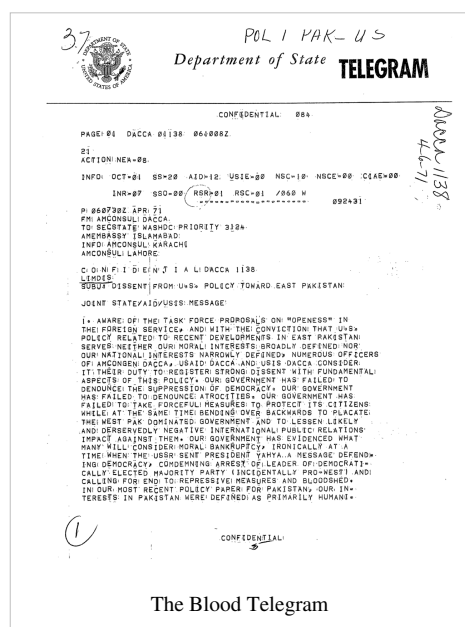 37
POL 1 PAK-US
Department of State TELEGRAM
CONFIDENTIAL 084
Dacca 1138
4-6-71
PAGE 01 DACCA 01138 060008Z
21
ACTION NEA-08
INFO OCT-01 SS-20 AID-12 USIE-00 NSC-10 NSCE-00 CIAE-00
INR-07 SSO-00 RSR-01 RSC-01 /060 W
092431
P 060730Z APR 71
FM AMCONSUL DACCA
TO SECSTATE WASHDC PRIORITY 3124
AMEMBASSY ISLAMABAD
INFO AMCONSUL KARACHI
AMCONSUL LAHORE
C O N F I D E N T I A L DACCA 1138
LIMDIS
SUBJ: DISSENT FROM U.S. POLICY TOWARD EAST PAKISTAN
JOINT STATE/AID/USIS MESSAGE
1. AWARE OF THE TASK FORCE PROPOSALS ON "OPENESS" IN
THE FOREIGN SERVICE, AND WITH THE CONVICTION THAT U.S.
POLICY RELATED TO RECENT DEVELOPMENTS IN EAST PAKISTAN
SERVES NEITHER OUR MORAL INTERESTS BROADLY DEFINED NOR
OUR NATIONAL INTERESTS NARROWLY DEFINED, NUMEROUS OFFICERS
OF AMCONGEN DACCA, USAID DACCA AND USIS DACCA CONSIDER
IT THEIR DUTY TO REGISTER STRONG DISSENT WITH FUNDAMENTAL
ASPECTS OF THIS POLICY. OUR GOVERNMENT HAS FAILED TO
DENOUNCE THE SUPPRESSION OF DEMOCRACY. OUR GOVERNMENT
HAS FAILED TO DENOUNCE ATROCITIES. OUR GOVERNMENT HAS
FAILED TO TAKE FORCEFUL MEASURES TO PROTECT ITS CITIZENS
WHILE AT THE SAME TIME BENDING OVER BACKWARDS TO PLACATE
THE WEST PAK DOMINATED GOVERNMENT AND TO LESSEN LIKELY
AND DERSERVEDLY NEGATIVE INTERNATIONAL PUBLIC RELATIONS
IMPACT AGAINST THEM. OUR GOVERNMENT HAS EVIDENCED WHAT
MANY WILL CONSIDER MORAL BANKRUPTCY, IRONICALLY AT A
TIME WHEN THE USSR SENT PRESIDENT YAHYA A MESSAGE DEFEND-
ING DEMOCRACY, CONDEMNING ARREST OF LEADER OF DEMOCRATI-
CALLY ELECTED MAJORITY PARTY (INCIDENTALLY PRO-WEST) AND
CALLING FOR END TO REPRESSIVE MEASURES AND BLOODSHED.
IN OUR MOST RECENT POLICY PAPER FOR PAKISTAN, OUR IN-
TERESTS IN PAKISTAN WERE DEFINED AS PRIMARILY HUMANI-
1
CONFIDENTIAL
The Blood Telegram